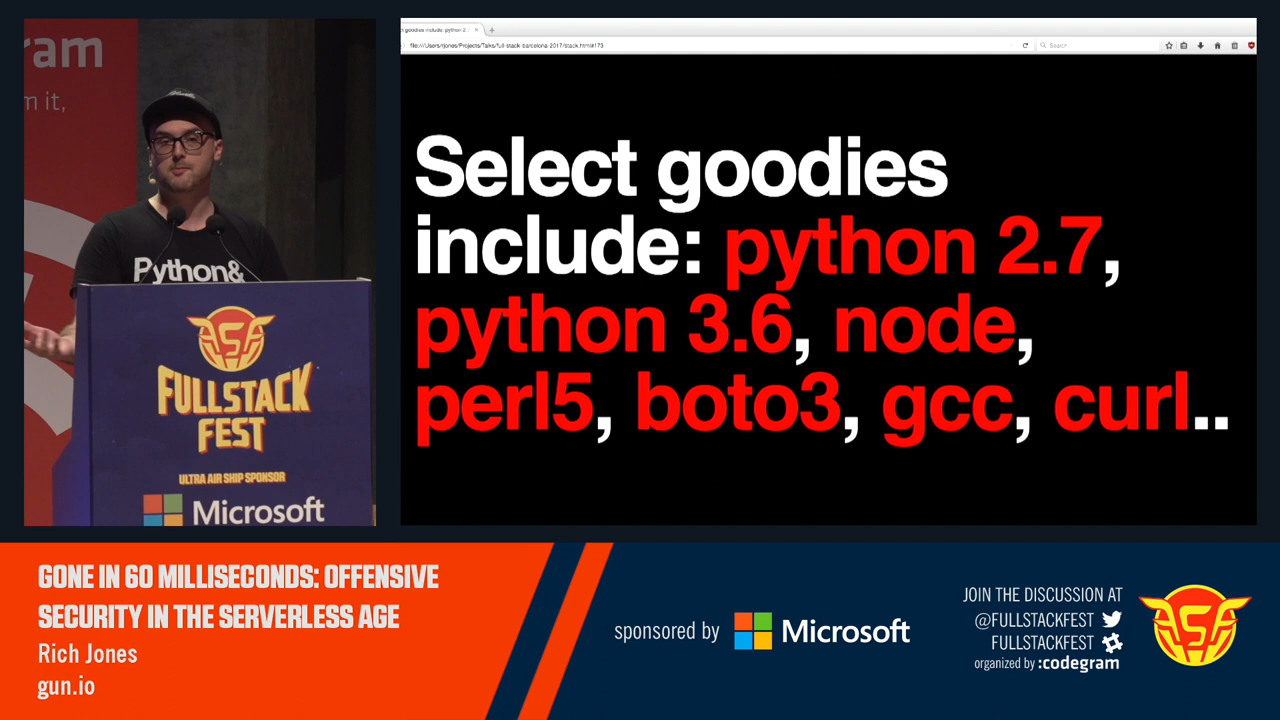 ram
n it,
Python&
FULLSTACK
FEST
ULTRA AIR SHIP SPONSOR
Microsoft
file:///Users/rjones/Projects/Talks/full-stack-barcelona-2017/stack.html#173
Search
Select goodies
include: python 2.7,
python 3.6, node,
perl5, boto3, gcc, curl..
GONE IN 60 MILLISECONDS: OFFENSIVE
SECURITY IN THE SERVERLESS AGE
Rich Jones
gun.io
sponsored by Microsoft
JOIN THE DISCUSSION AT
@FULLSTACKFEST
FULLSTACKFEST
organized by :codegram